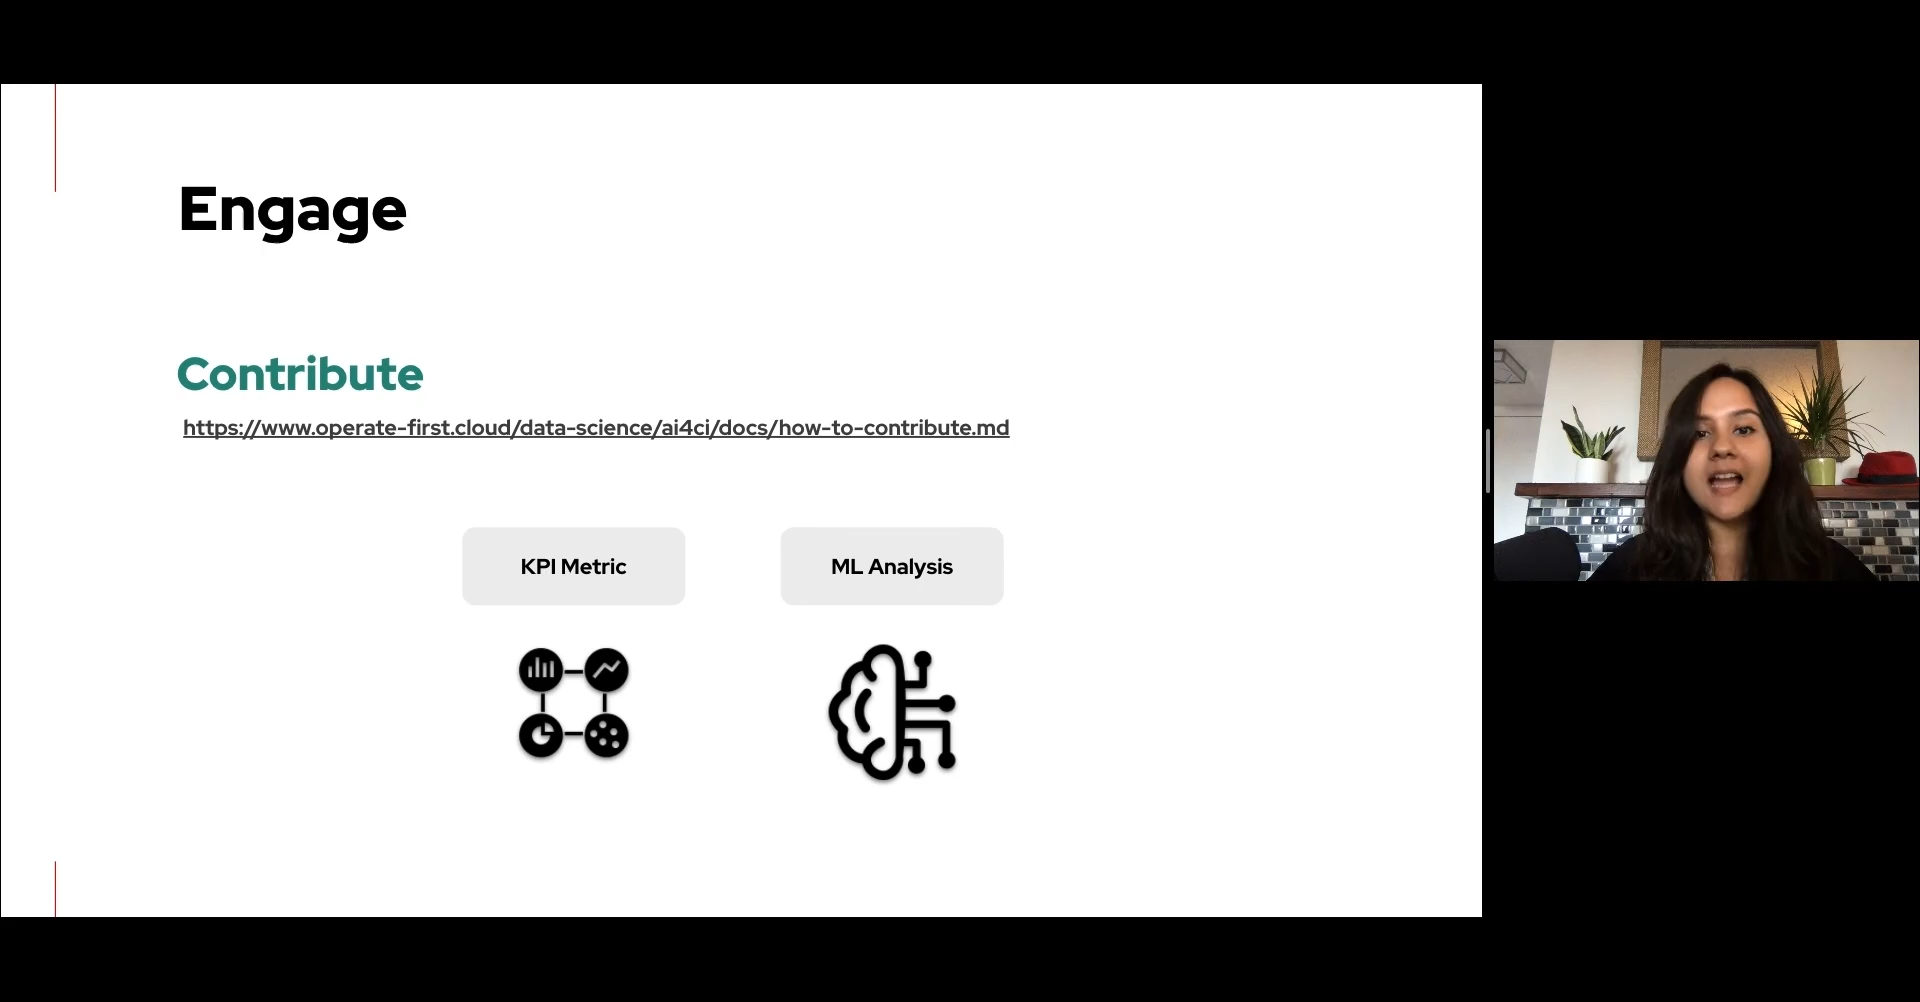 Engage
Contribute
https://www.operate-first.cloud/data-science/ai4ci/docs/how-to-contribute.md
KPI Metric
ML Analysis